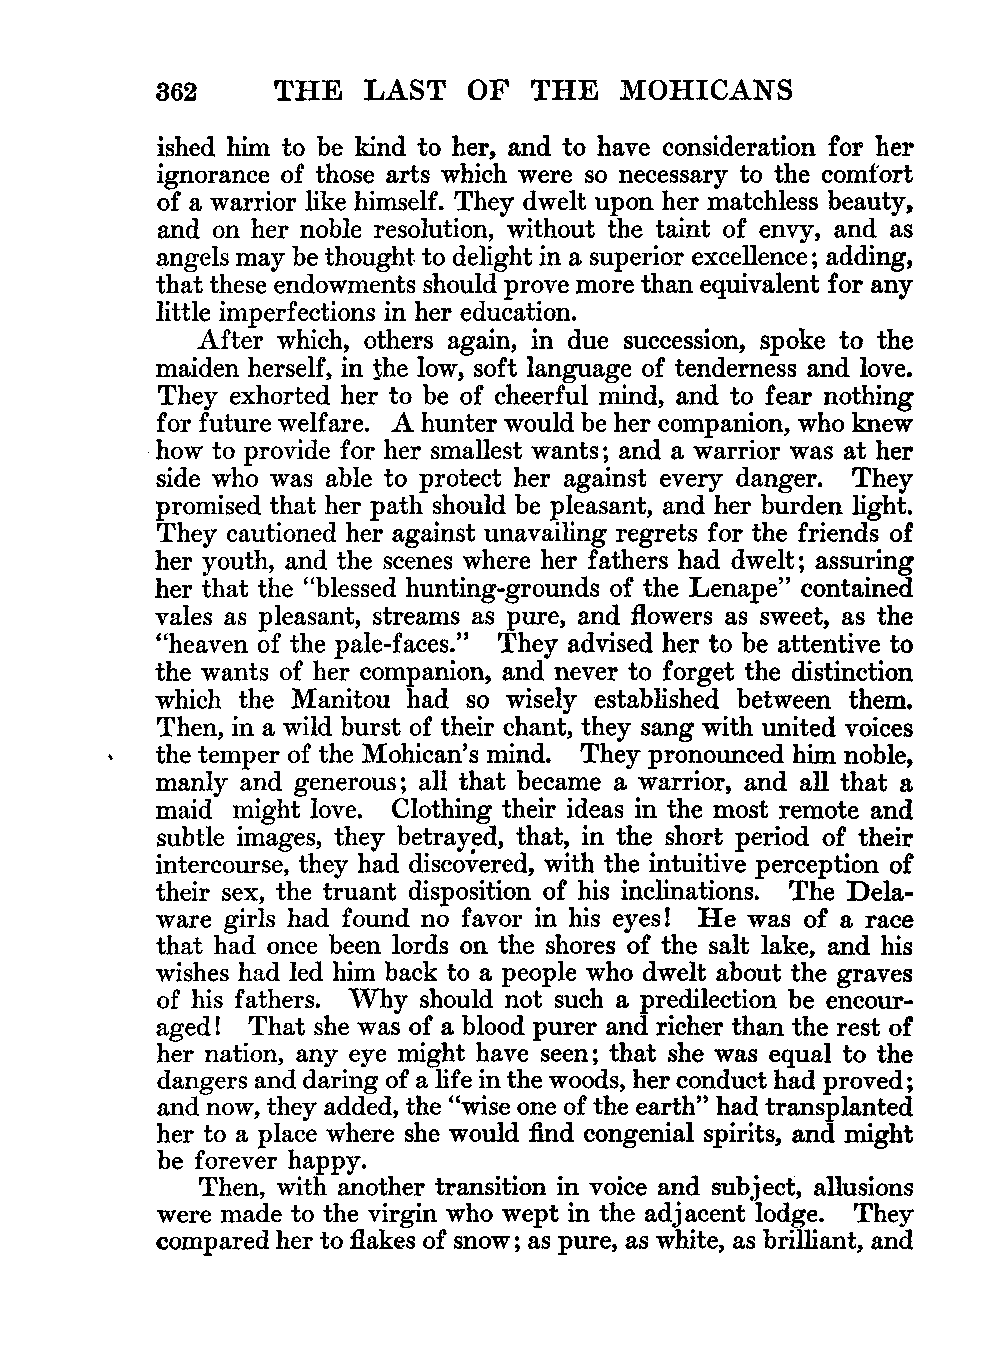 362 THE LAST OF THE MOHICANS
ished him to be kind to her, and to have consideration for her
ignorance of those arts which were so necessary to the comfort
of a warrior like himself. They dwelt upon her matchless beauty,
and on her noble resolution, without the taint of envy, and as
angels may be thought to delight in a superior excellence; adding,
that these endowments should prove more than equivalent for any
little imperfections in her education.
After which, others again, in due succession, spoke to the
maiden herself, in the low, soft language of tenderness and love.
They exhorted her to be of cheerful mind, and to fear nothing
for future welfare. A hunter would be her companion, who knew
how to provide for her smallest wants; and a warrior was at her
side who was able to protect her against every danger. They
promised that her path should be pleasant, and her burden light.
They cautioned her against unavailing regrets for the friends of
her youth, and the scenes where her fathers had dwelt; assuring
her that the "blessed hunting-grounds of the Lenape" contained
vales as pleasant, streams as pure, and flowers as sweet, as the
"heaven of the pale-faces." They advised her to be attentive to
the wants of her companion, and never to forget the distinction
which the Manitou had so wisely established between them.
Then, in a wild burst of their chant, they sang with united voices
the temper of the Mohican's mind. They pronounced him noble,
manly and generous; all that became a warrior, and all that a
maid might love. Clothing their ideas in the most remote and
subtle images, they betrayed, that, in the short period of their
intercourse, they had discovered, with the intuitive perception of
their sex, the truant disposition of his inclinations. The Dela-
ware girls had found no favor in his eyes! He was of a race
that had once been lords on the shores of the salt lake, and his
wishes had led him back to a people who dwelt about the graves
of his fathers. Why should not such a predilection be encour-
aged! That she was of a blood purer and richer than the rest of
her nation, any eye might have seen; that she was equal to the
dangers and daring of a life in the woods, her conduct had proved;
and now, they added, the "wise one of the earth" had transplanted
her to a place where she would find congenial spirits, and might
be forever happy.
Then, with another transition in voice and subject, allusions
were made to the virgin who wept in the adjacent lodge. They
compared her to flakes of snow; as pure, as white, as brilliant, and